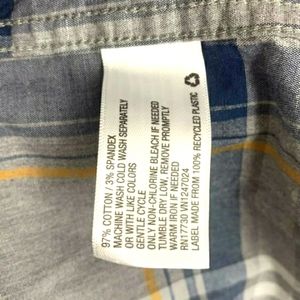 97% COTTON / 3% SPANDEX
MACHINE WASH COLD WASH SEPARATELY
OR WITH LIKE COLORS
GENTLE CYCLE
ONLY NON-CHLORINE BLEACH IF NEEDED
TUMBLE DRY LOW, REMOVE PROMPTLY
WARM IRON IF NEEDED
RN17730 VN1247024
LABEL MADE FROM 100% RECYCLED PLASTIC